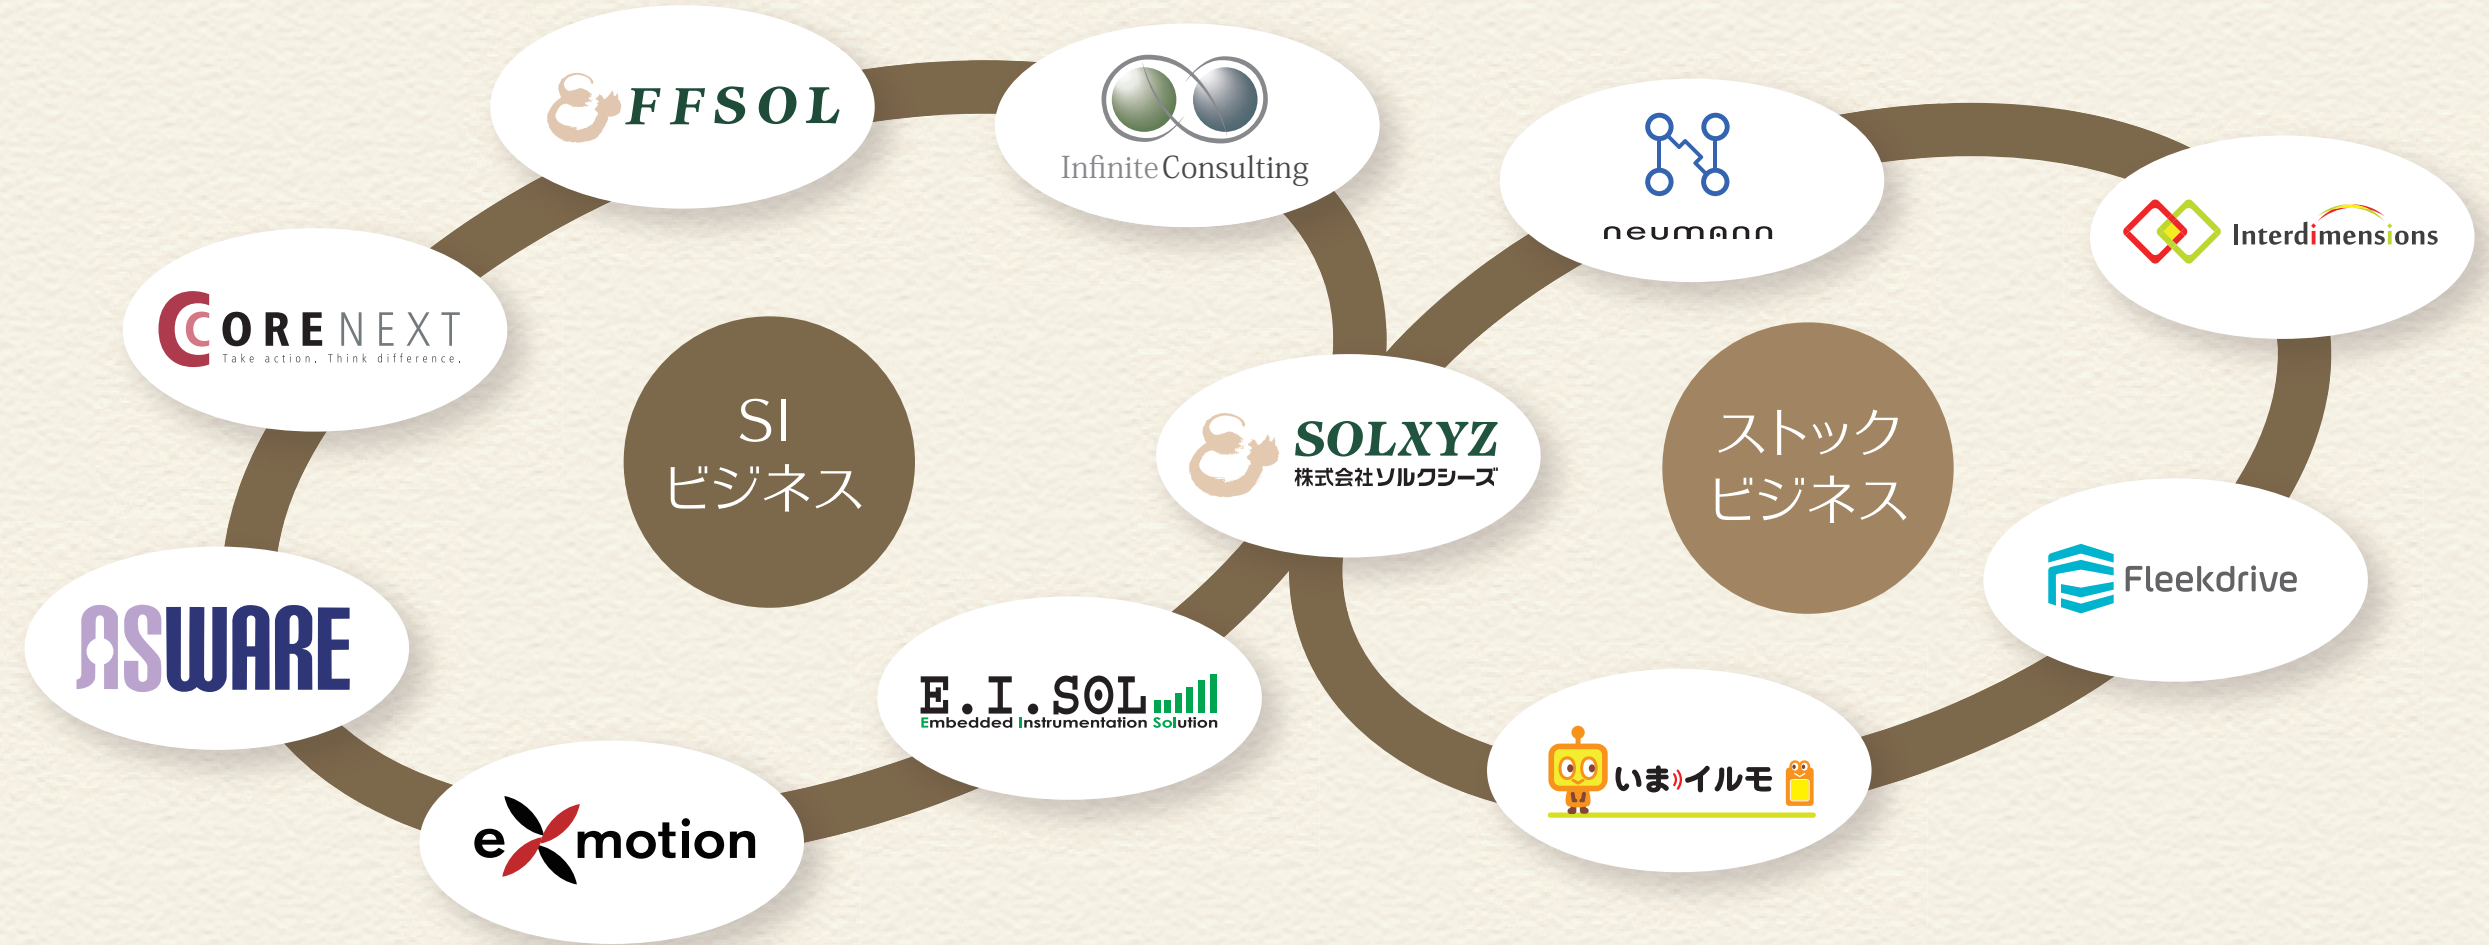 FFSOL
Infinite Consulting
neumann
Interdimensions
CORENEXT
Take action. Think difference.
SI
ビジネス
SOLXYZ
株式会社ソルクシーズ
ストック
ビジネス
Fleekdrive
ASWARE
E.I.SOL
Embedded Instrumentation Solution
いまイルモ
eXmotion